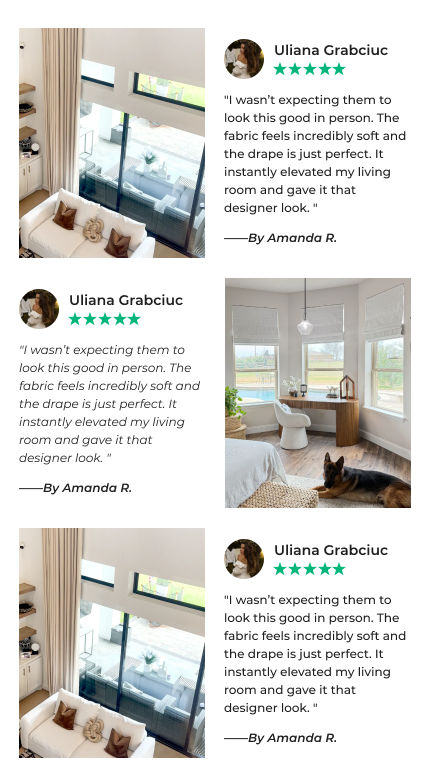 Uliana Grabciuc
"I wasn't expecting them to
look this good in person. The
fabric feels incredibly soft and
the drape is just perfect. It
instantly elevated my living
room and gave it that
designer look. "
——By Amanda R.
Uliana Grabciuc
"I wasn't expecting them to
look this good in person. The
fabric feels incredibly soft and
the drape is just perfect. It
instantly elevated my living
room and gave it that
designer look. "
——By Amanda R.
Uliana Grabciuc
"I wasn't expecting them to
look this good in person. The
fabric feels incredibly soft and
the drape is just perfect. It
instantly elevated my living
room and gave it that
designer look. "
——By Amanda R.